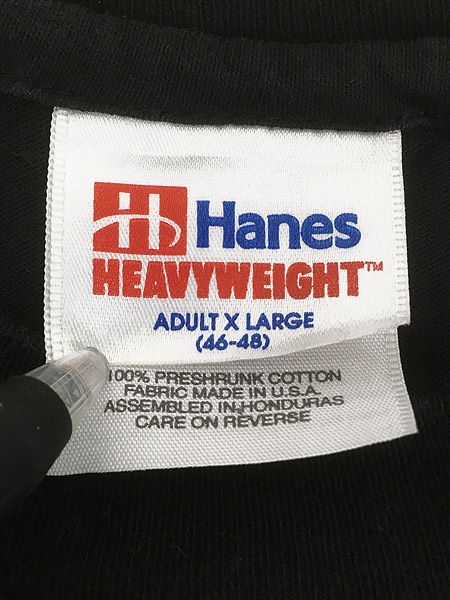 H Hanes
HEAVYWEIGHT™
ADULT X LARGE
(46-48)
100% PRESHRUNK COTTON
FABRIC MADE IN U.S.A.
ASSEMBLED IN HONDURAS
CARE ON REVERSE